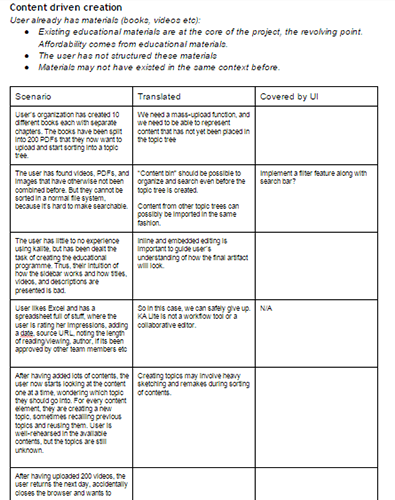 Content driven creation
User already has materials (books, videos etc):
● Existing educational materials are at the core of the project, the revolving point.
Affordability comes from educational materials.
● The user has not structured these materials
● Materials may not have existed in the same context before.
Scenario
Translated
Covered by UI
User's organization has created 10
different books each with separate
chapters. The books have been split
into 200 PDFs that they now want to
upload and start sorting into a topic
tree.
We need a mass-upload function, and
we need to be able to represent
content that has not yet been placed
in the topic tree
The user has found videos, PDFs, and
images that have otherwise not been
combined before. But they cannot be
sorted in a normal file system,
because it's hard to make searchable.
"Content bin" should be possible to
organize and search even before the
topic tree is created.
Content from other topic trees can
possibly be imported in the same
fashion.
Implement a filter feature along with
search bar?
The user has little to no experience
using kalite, but has been dealt the
task of creating the educational
programme. Thus, their intuition of
how the sidebar works and how titles,
videos, and descriptions are
presented is bad.
Inline and embedded editing is
important to guide user's
understanding of how the final artifact
will look.
User likes Excel and has a
spreadsheet full of stuff, where the
user is rating her impressions, adding
a date, source URL, noting the
length of reading/viewing, author, if its been
approved by other team members etc
So in this case, we can safely give up.
KA Lite is not a workflow tool or a
collaborative editor.
N/A
After having added lots of contents, the
user now starts looking at the content
one at a time, wondering which topic
they should go into. For every content
element, they are creating a new
topic, sometimes recalling previous
topics and reusing them. User is
well-rehearsed in the available
contents, but the topics are still
unknown.
Creating topics may involve heavy
sketching and remakes during sorting
of contents.
After having uploaded 200 videos, the
user returns the next day, accidentally
closes the browser and wants to